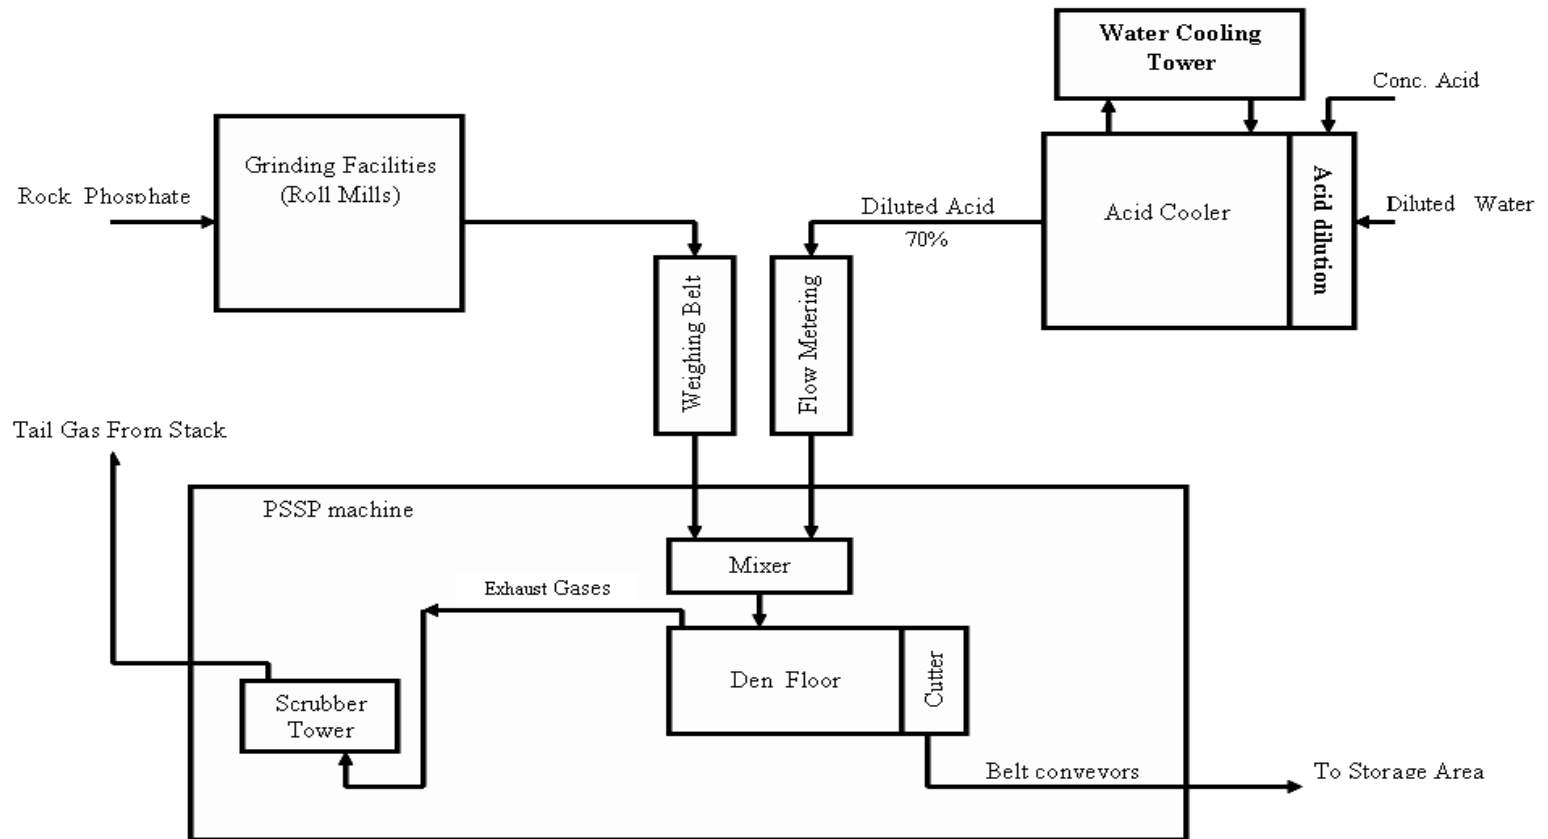 Water Cooling
Tower
Conc. Acid
Grinding Facilities
(Roll Mills)
Rock Phosphate
Diluted Acid
70%
Acid Cooler
Acid dilution
Diluted Water
Weighing Belt
Flow Metering
Tail Gas From Stack
PSSP machine
Mixer
Exhaust Gases
Den Floor
Cutter
Scrubber
Tower
Belt conveyors
To Storage Area